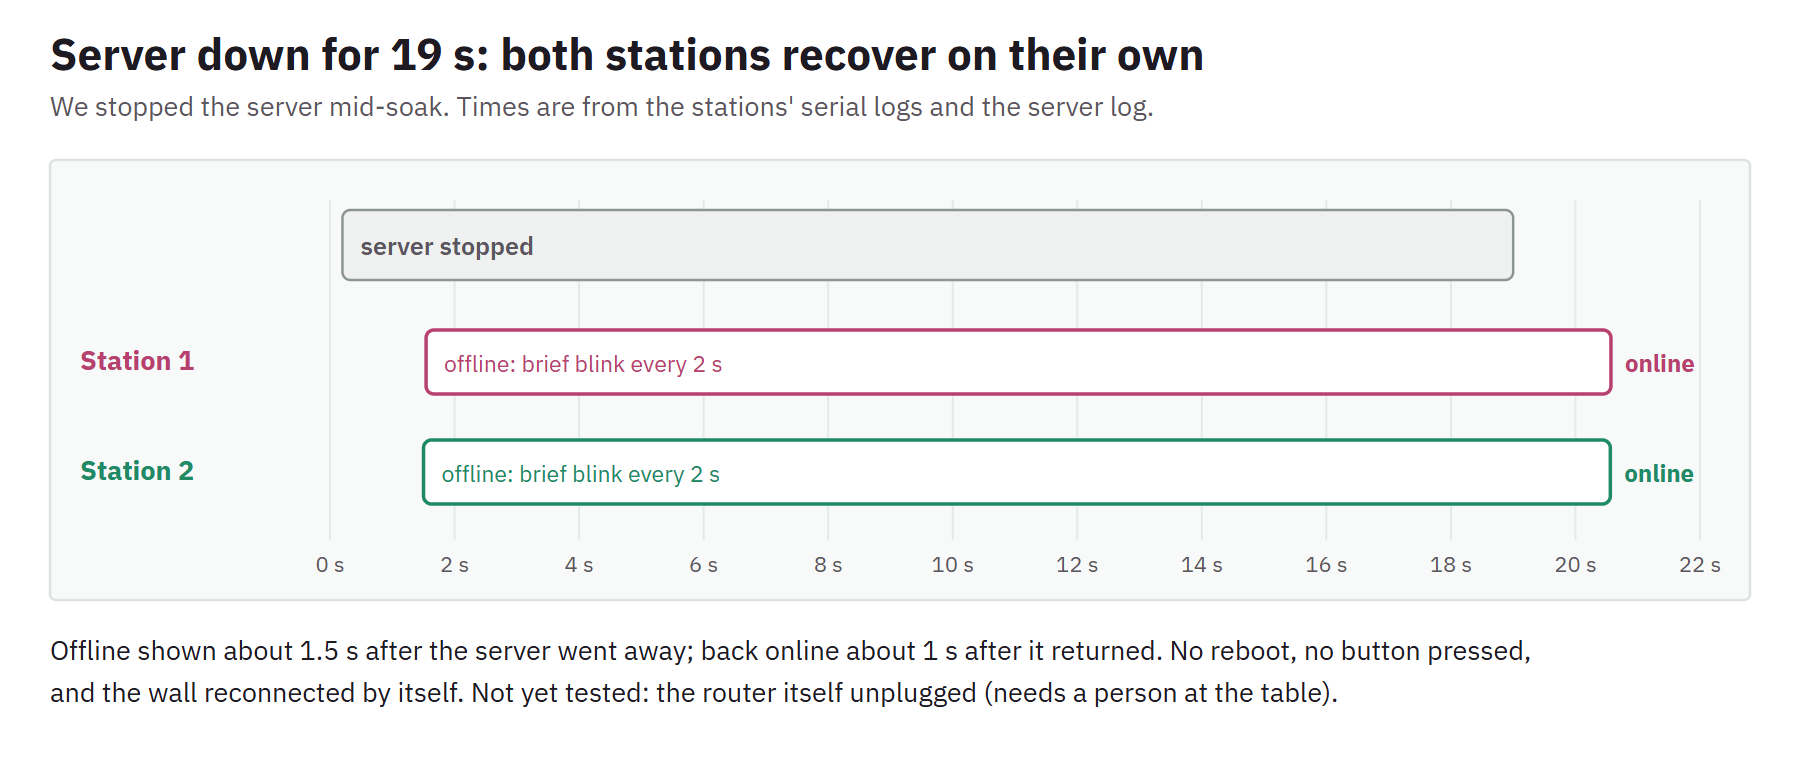 Server down for 19 s: both stations recover on their own
We stopped the server mid-soak. Times are from the stations' serial logs and the server log.
server stopped
Station 1
offline: brief blink every 2 s
online
Station 2
offline: brief blink every 2 s
online
0 s
2 s
4 s
6 s
8 s
10 s
12 s
14 s
16 s
18 s
20 s
22 s
Offline shown about 1.5 s after the server went away; back online about 1 s after it returned. No reboot, no button pressed,
and the wall reconnected by itself. Not yet tested: the router itself unplugged (needs a person at the table).